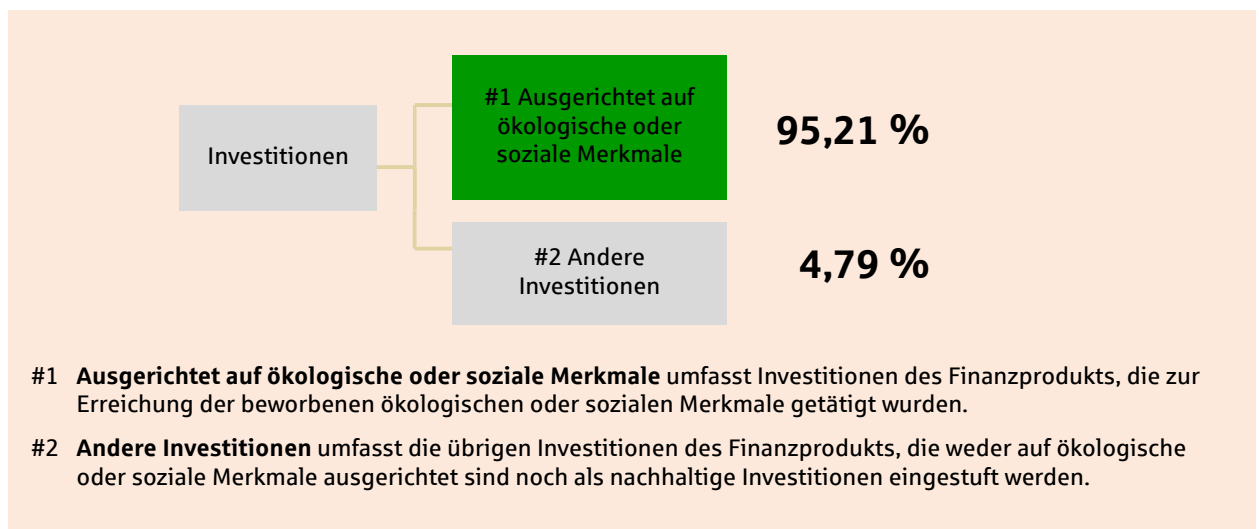 Investitionen
#1 Ausgerichtet auf
ökologische oder
soziale Merkmale
95,21 %
#2 Andere
Investitionen
4,79 %
#1 Ausgerichtet auf ökologische oder soziale Merkmale umfasst Investitionen des Finanzprodukts, die zur
Erreichung der beworbenen ökologischen oder sozialen Merkmale getätigt wurden.
#2 Andere Investitionen umfasst die übrigen Investitionen des Finanzprodukts, die weder auf ökologische
oder soziale Merkmale ausgerichtet sind noch als nachhaltige Investitionen eingestuft werden.